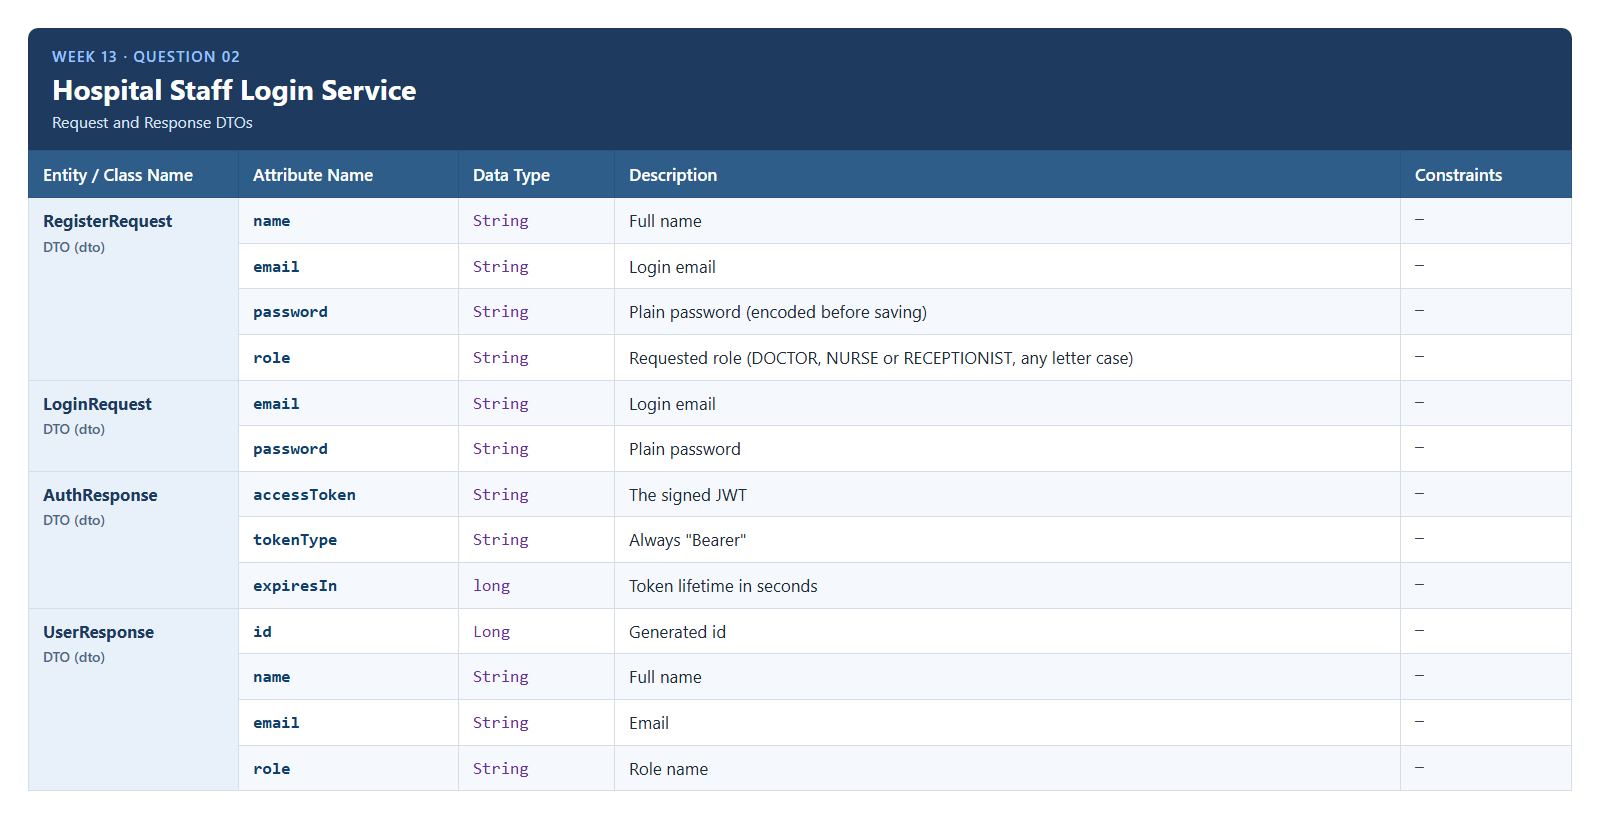 WEEK 13 · QUESTION 02
Hospital Staff Login Service
Request and Response DTOs
Entity / Class Name Attribute Name Data Type Description Constraints
RegisterRequest name String Full name –
DTO (dto)
email String Login email –
password String Plain password (encoded before saving) –
role String Requested role (DOCTOR, NURSE or RECEPTIONIST, any letter case) –
LoginRequest email String Login email –
DTO (dto)
password String Plain password –
AuthResponse accessToken String The signed JWT –
DTO (dto)
tokenType String Always "Bearer" –
expiresIn long Token lifetime in seconds –
UserResponse id Long Generated id –
DTO (dto)
name String Full name –
email String Email –
role String Role name –